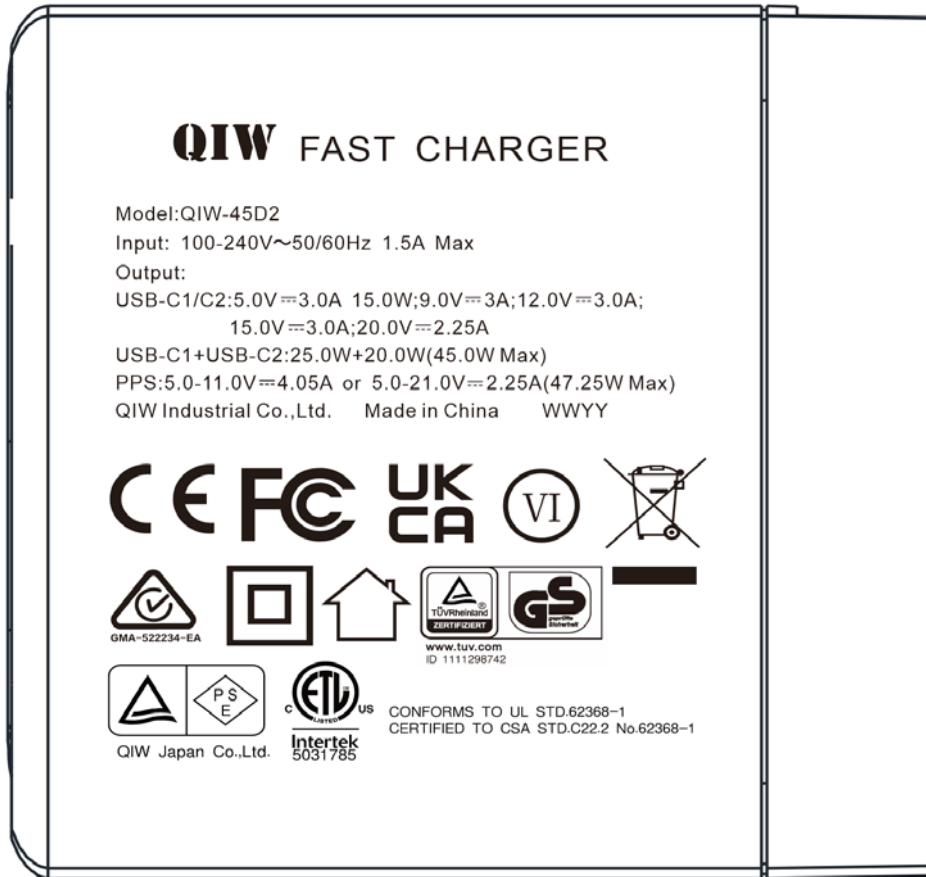 QIW FAST CHARGER
Model:QIW-45D2
Input: 100-240V～50/60Hz 1.5A Max
Output:
USB-C1/C2:5.0V⎓3.0A 15.0W;9.0V⎓3A;12.0V⎓3.0A;
15.0V⎓3.0A;20.0V⎓2.25A
USB-C1+USB-C2:25.0W+20.0W(45.0W Max)
PPS:5.0-11.0V⎓4.05A or 5.0-21.0V⎓2.25A(47.25W Max)
QIW Industrial Co.,Ltd. Made in China WWYY
CE FC UK CA VI
GMA-522234-EA
TÜVRheinland ®
ZERTIFIZIERT
GS
geprüfte
Sicherheit
www.tuv.com
ID 1111298742
PS
E
QIW Japan Co.,Ltd.
ETL
C LISTED US
Intertek
5031785
CONFORMS TO UL STD.62368-1
CERTIFIED TO CSA STD.C22.2 No.62368-1